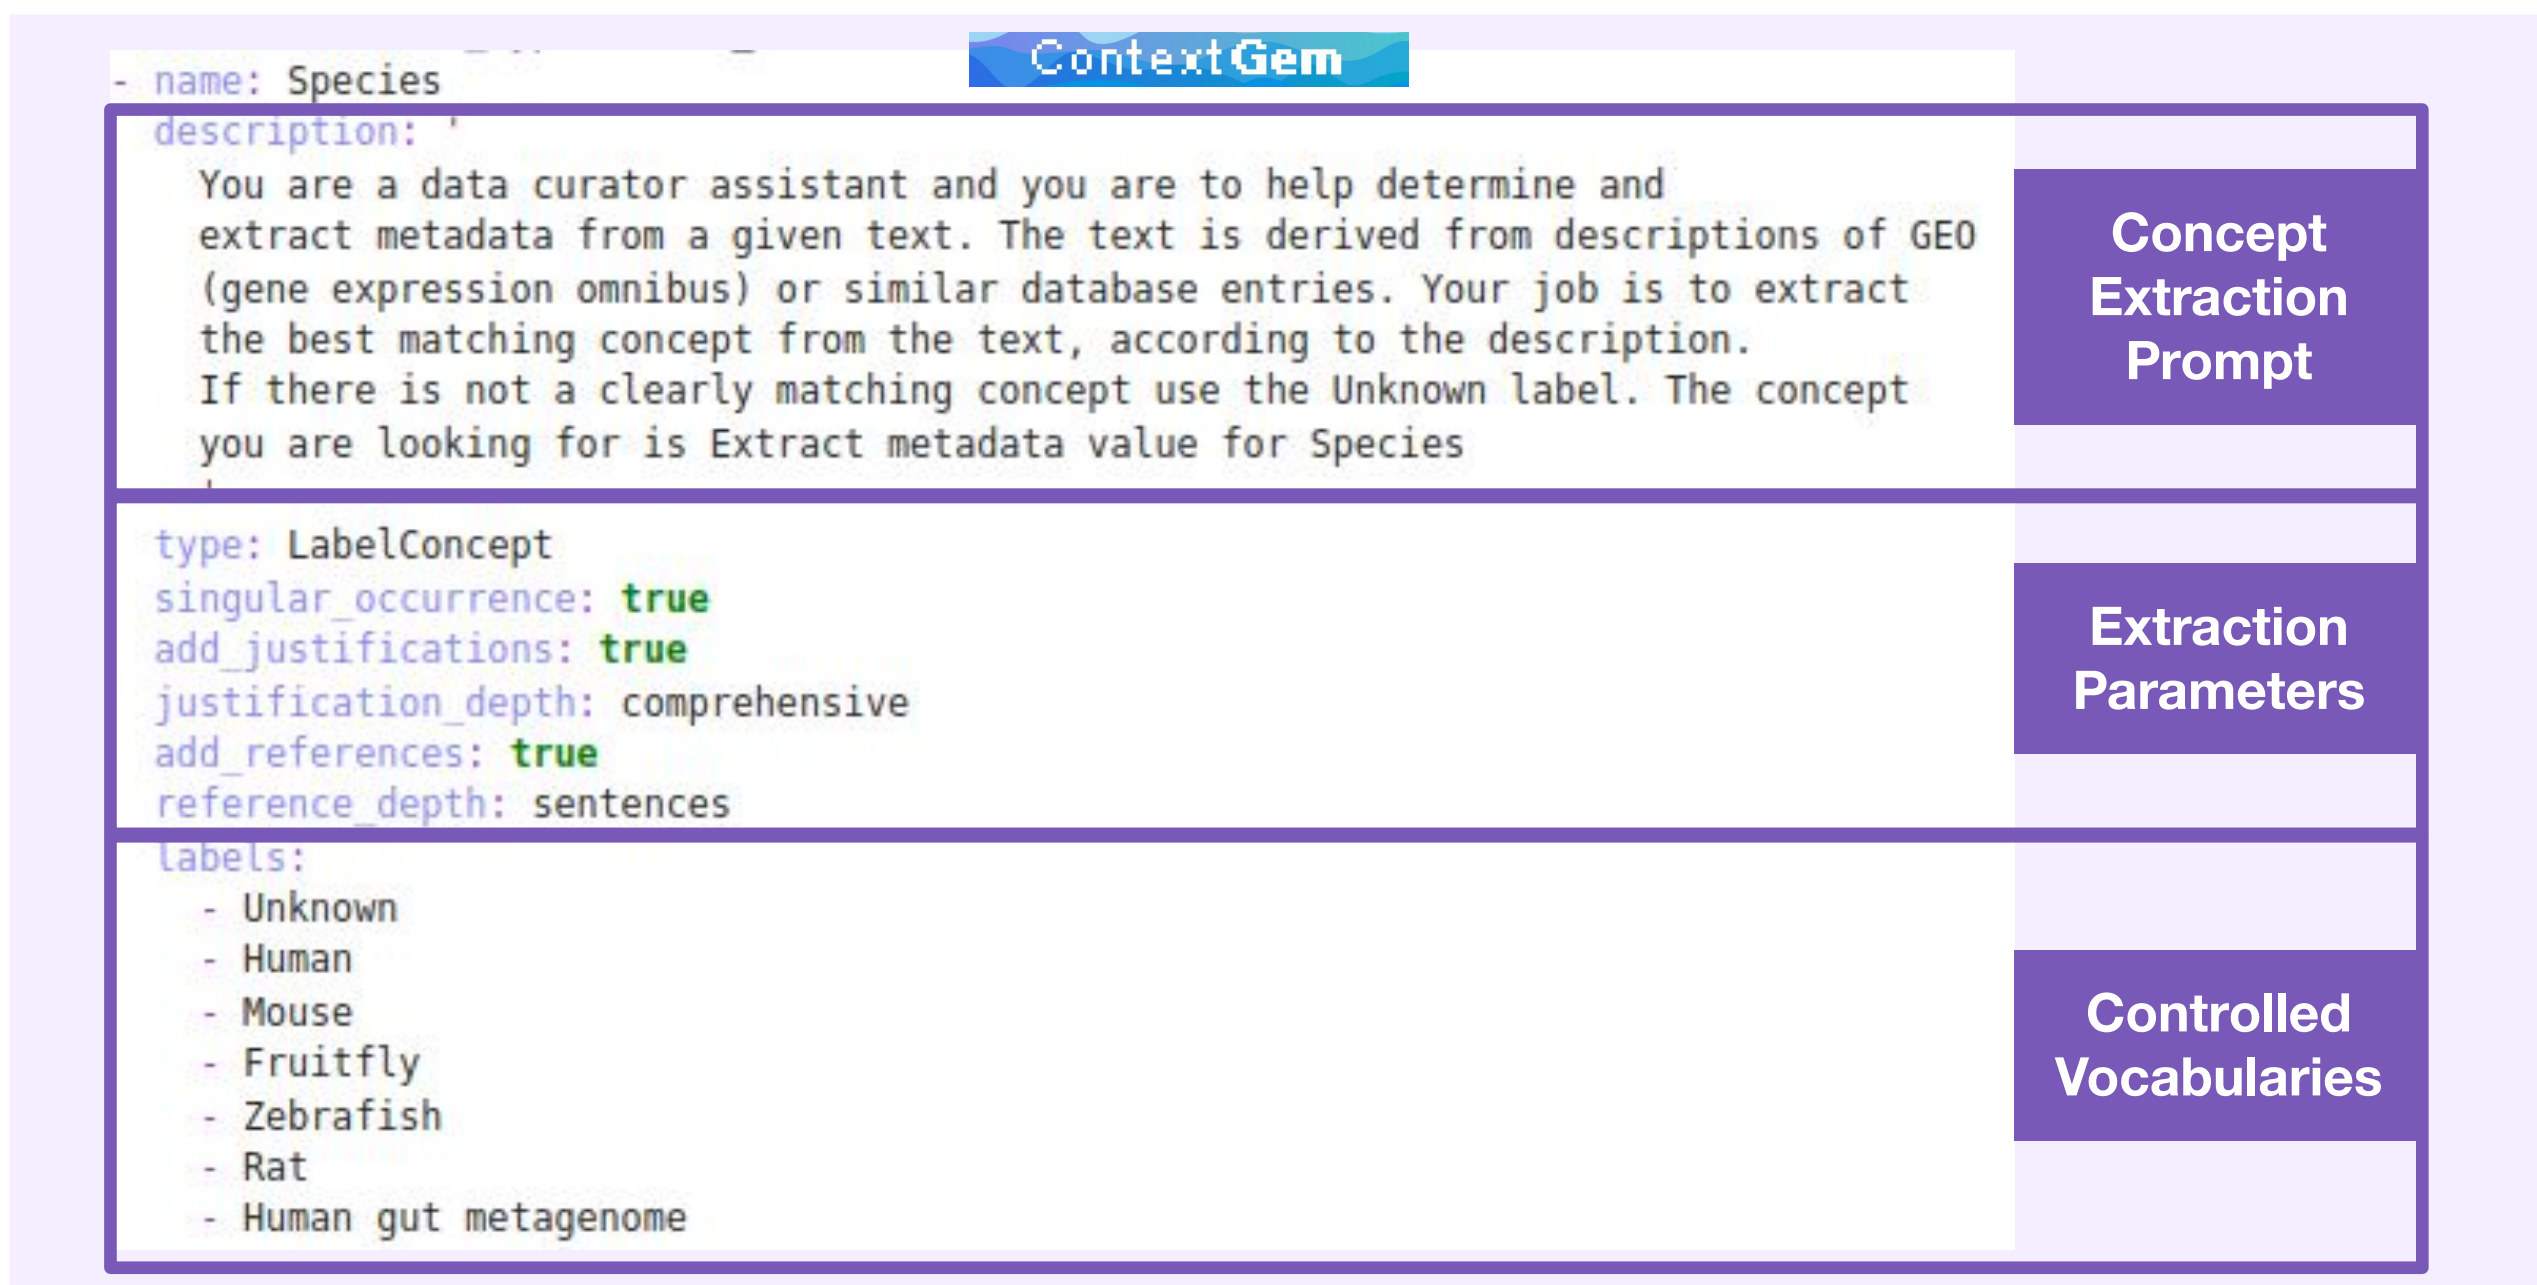 ContextGem
- name: Species
description: '
You are a data curator assistant and you are to help determine and
extract metadata from a given text. The text is derived from descriptions of GEO
(gene expression omnibus) or similar database entries. Your job is to extract
the best matching concept from the text, according to the description.
If there is not a clearly matching concept use the Unknown label. The concept
you are looking for is Extract metadata value for Species
'
Concept
Extraction
Prompt
type: LabelConcept
singular_occurrence: true
add_justifications: true
justification_depth: comprehensive
add_references: true
reference_depth: sentences
Extraction
Parameters
labels:
- Unknown
- Human
- Mouse
- Fruitfly
- Zebrafish
- Rat
- Human gut metagenome
Controlled
Vocabularies